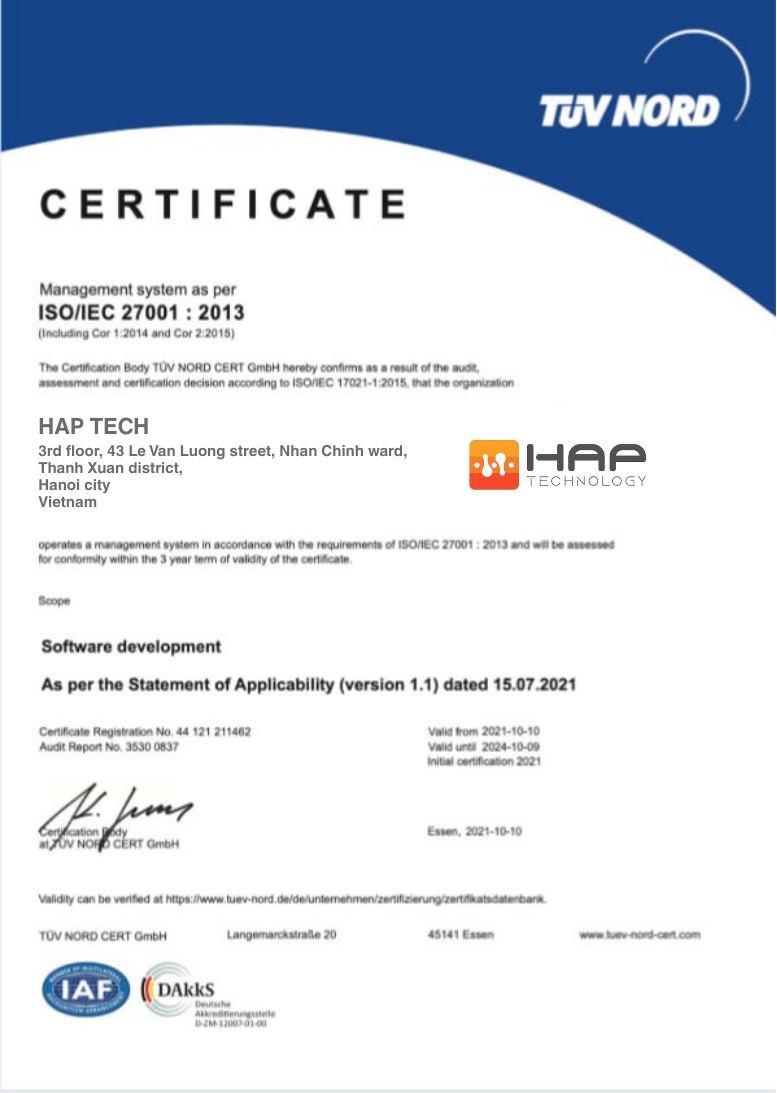 TÜV NORD
CERTIFICATE
Management system as per
ISO/IEC 27001 : 2013
(Including Cor 1:2014 and Cor 2:2015)
The Certification Body TÜV NORD CERT GmbH hereby confirms as a result of the audit,
assessment and certification decision according to ISO/IEC 17021-1:2015, that the organization
HAP TECH
3rd floor, 43 Le Van Luong street, Nhan Chinh ward,
Thanh Xuan district,
Hanoi city
Vietnam
HAP
TECHNOLOGY
operates a management system in accordance with the requirements of ISO/IEC 27001 : 2013 and will be assessed
for conformity within the 3 year term of validity of the certificate.
Scope
Software development
As per the Statement of Applicability (version 1.1) dated 15.07.2021
Certificate Registration No. 44 121 211462
Audit Report No. 3530 0837
Valid from 2021-10-10
Valid until 2024-10-09
Initial certification 2021
Certification Body
at TÜV NORD CERT GmbH
Essen, 2021-10-10
Validity can be verified at https://www.tuev-nord.de/de/unternehmen/zertifizierung/zertifikatsdatenbank.
TÜV NORD CERT GmbH Langemarckstraße 20 45141 Essen www.tuev-nord-cert.com
MEMBER OF MULTILATERAL
IAF
RECOGNITION ARRANGEMENT
DAkkS
Deutsche
Akkreditierungsstelle
D-ZM-12007-01-00